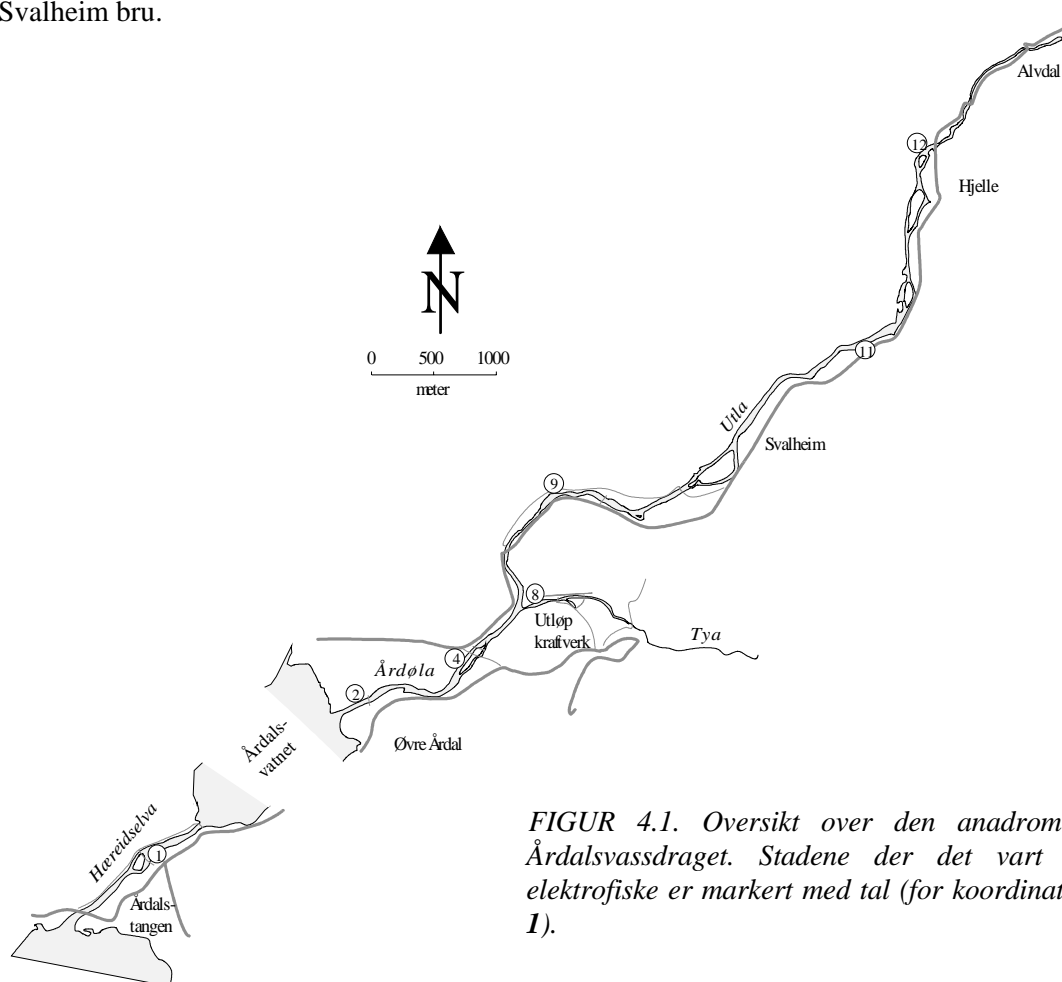 Svalheim bru.
Alvdal
12
Hjelle
N
0 500 1000
meter
11
Utla
Svalheim
9
8
Utløp
kraftverk
Tya
4
Årdøla
2
Øvre Årdal
Årdals-
vatnet
Hæreidselva
1
Årdals-
tangen
FIGUR 4.1. Oversikt over den anadrom
Årdalsvassdraget. Stadene der det vart
elektrofiske er markert med tal (for koordinat
1).